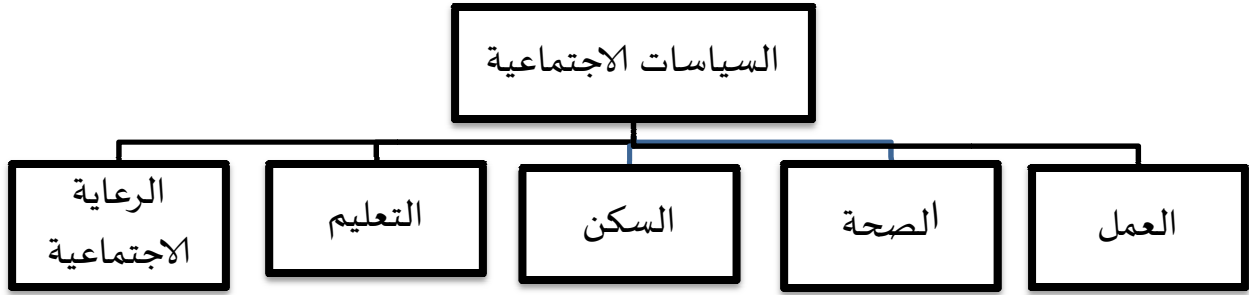 السياسات الاجتماعية
العمل
الصحة
السكن
التعليم
الرعاية
الاجتماعية